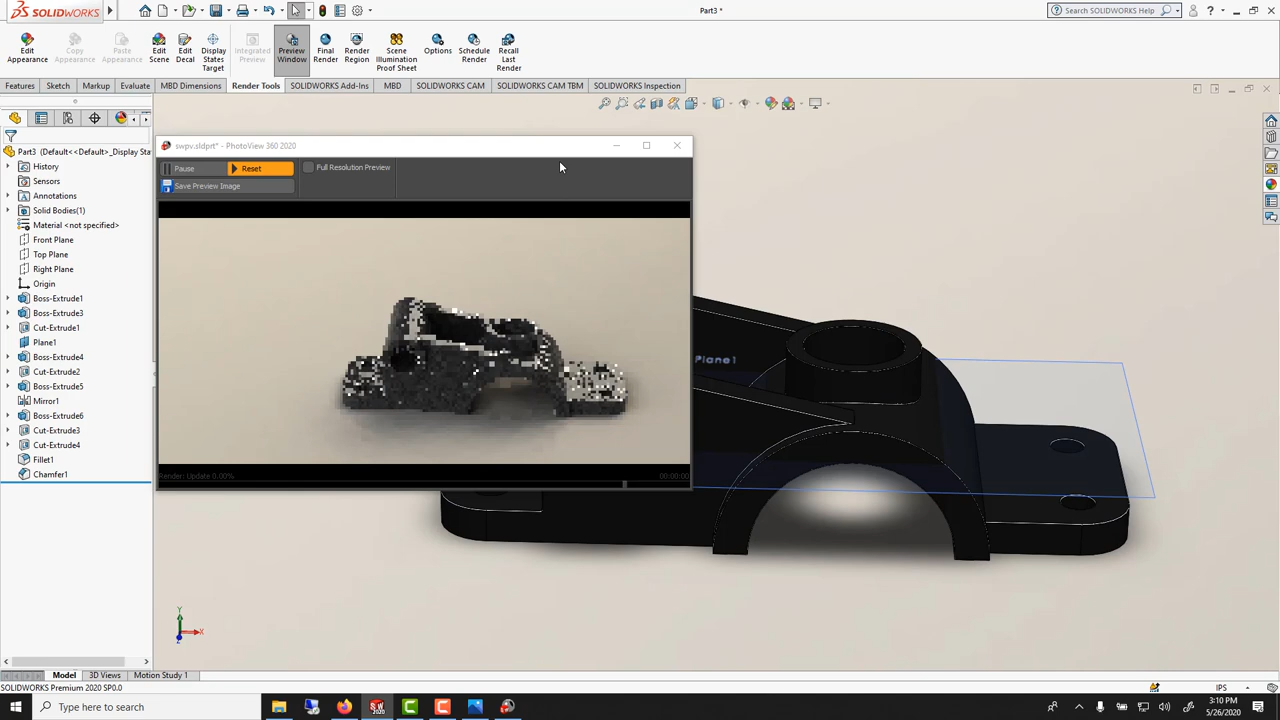 SOLIDWORKS
Part3 *
Search SOLIDWORKS Help
Edit Appearance
Copy Appearance
Paste Appearance
Edit Scene
Edit Decal
Display States Target
Integrated Preview
Preview Window
Final Render
Render Region
Scene Illumination Proof Sheet
Options
Schedule Render
Recall Last Render
Features
Sketch
Markup
Evaluate
MBD Dimensions
Render Tools
SOLIDWORKS Add-Ins
MBD
SOLIDWORKS CAM
SOLIDWORKS CAM TBM
SOLIDWORKS Inspection
Part3 (Default<<Default>_Display Sta
History
Sensors
Annotations
Solid Bodies(1)
Material <not specified>
Front Plane
Top Plane
Right Plane
Origin
Boss-Extrude1
Boss-Extrude3
Cut-Extrude1
Plane1
Boss-Extrude4
Cut-Extrude2
Boss-Extrude5
Mirror1
Boss-Extrude6
Cut-Extrude3
Cut-Extrude4
Fillet1
Chamfer1
swpv.sldprt* - PhotoView 360 2020
Pause
Reset
Full Resolution Preview
Save Preview Image
Render: Update 0.00%
00:00:00
Plane1
Y
X
Z
Model
3D Views
Motion Study 1
SOLIDWORKS Premium 2020 SP0.0
IPS
Type here to search
3:10 PM
5/26/2020